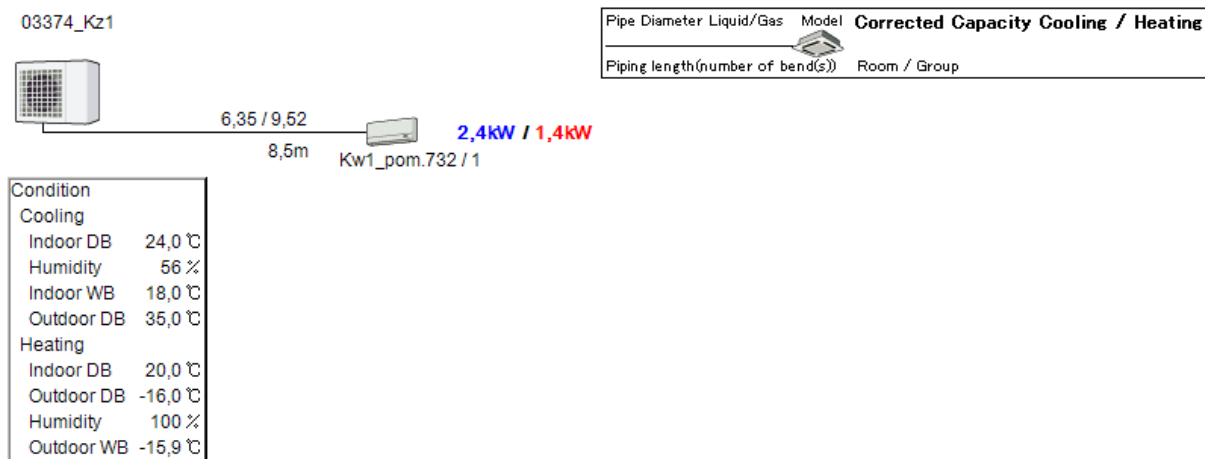 03374_Kz1
Pipe Diameter Liquid/Gas Model Corrected Capacity Cooling / Heating
Piping length(number of bend(s)) Room / Group
6,35 / 9,52
2,4kW / 1,4kW
8,5m
Kw1_pom.732 / 1
Condition
Cooling
Indoor DB 24,0 ℃
Humidity 56 %
Indoor WB 18,0 ℃
Outdoor DB 35,0 ℃
Heating
Indoor DB 20,0 ℃
Outdoor DB -16,0 ℃
Humidity 100 %
Outdoor WB -15,9 ℃